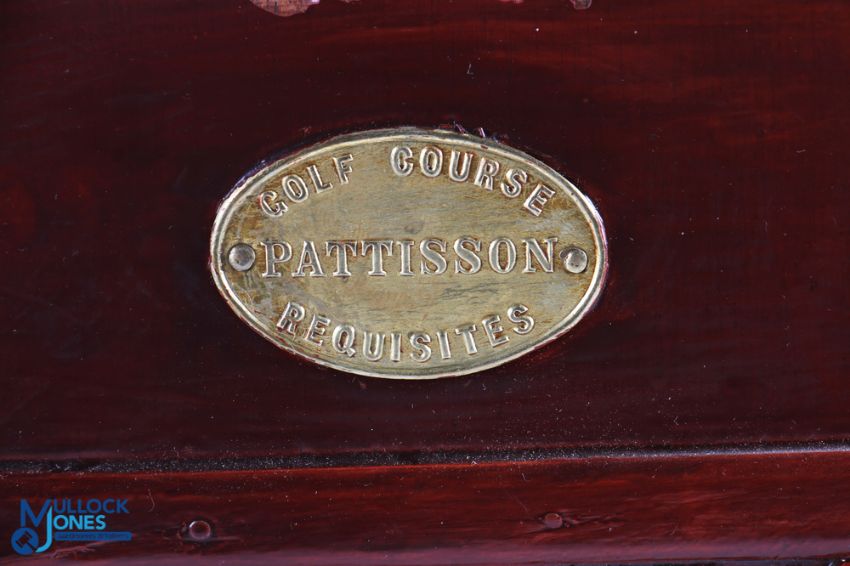 GOLF COURSE
PATTISSON
REQUISITES
MULLOCK
JONES